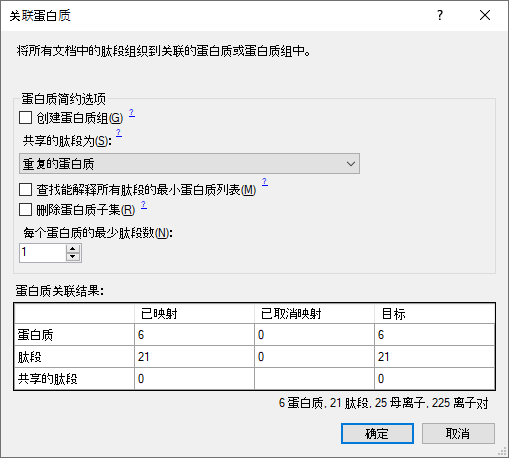 关联蛋白质
?
将所有文档中的肽段组织到关联的蛋白质或蛋白质组中。
蛋白质简约选项
创建蛋白质组(G) ?
共享的肽段为(S): ?
重复的蛋白质
查找能解释所有肽段的最小蛋白质列表(M) ?
删除蛋白质子集(R) ?
每个蛋白质的最少肽段数(N):
1
蛋白质关联结果:
已映射 已取消映射 目标
蛋白质 6 0 6
肽段 21 0 21
共享的肽段 0 0
6 蛋白质, 21 肽段, 25 母离子, 225 离子对
确定 取消